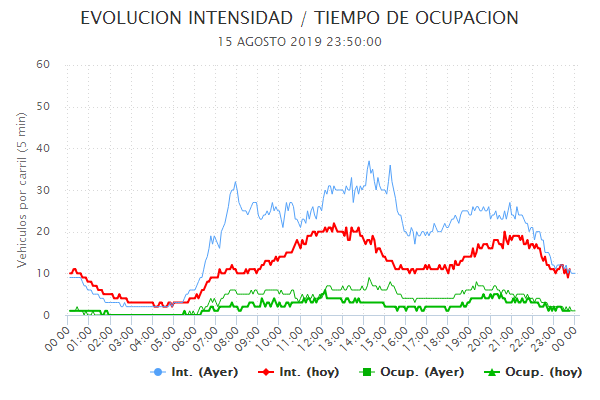 EVOLUCION INTENSIDAD / TIEMPO DE OCUPACION
15 AGOSTO 2019 23:50:00
Vehiculos por carril (5 min)
60
50
40
30
20
10
0
00:00 01:00 02:00 03:00 04:00 05:00 06:00 07:00 08:00 09:00 10:00 11:00 12:00 13:00 14:00 15:00 16:00 17:00 18:00 19:00 20:00 21:00 22:00 23:00 00:00
Int. (Ayer) Int. (hoy) Ocup. (Ayer) Ocup. (hoy)